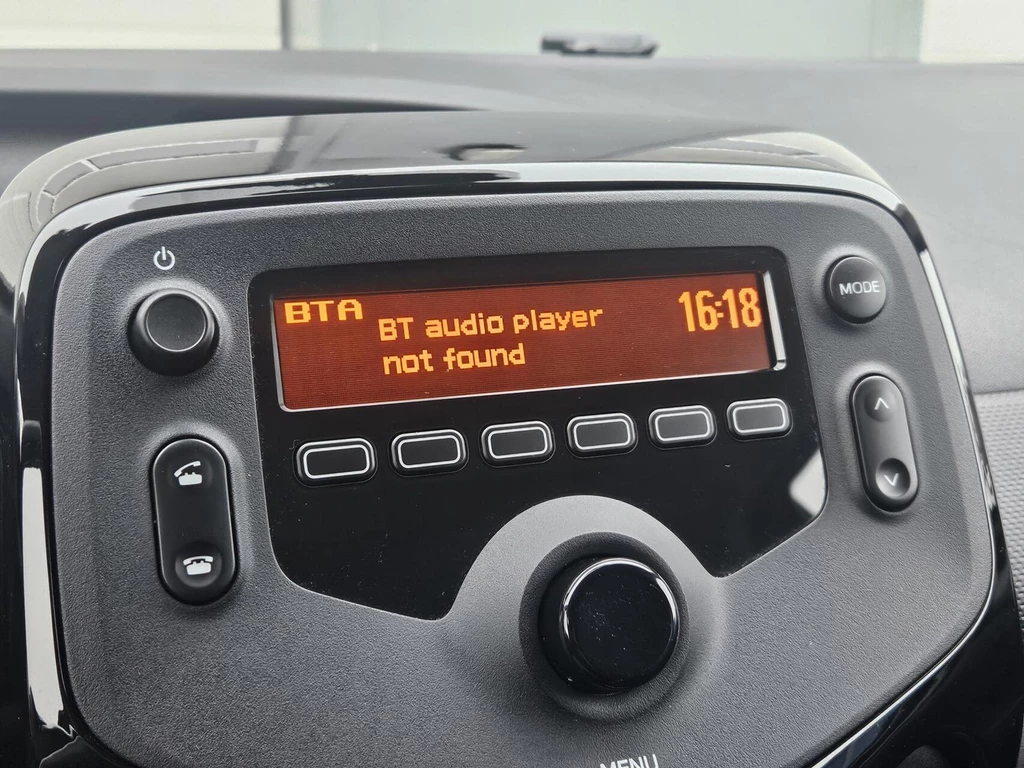 BTA
BT audio player
not found
16:18
MODE
MENU